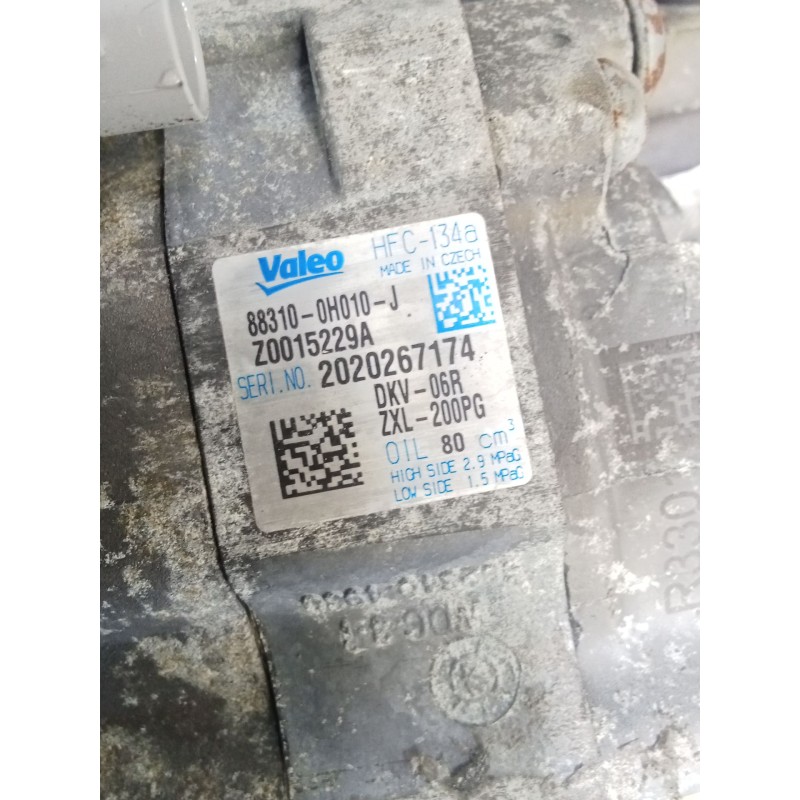 Valeo HFC-134a
MADE IN CZECH
88310-0H010-J
Z0015229A
SERI.NO. 2020267174
DKV-06R
ZXL-200PG
OIL 80 cm³
HIGH SIDE 2.9 MPaG
LOW SIDE 1.5 MPaG
R330